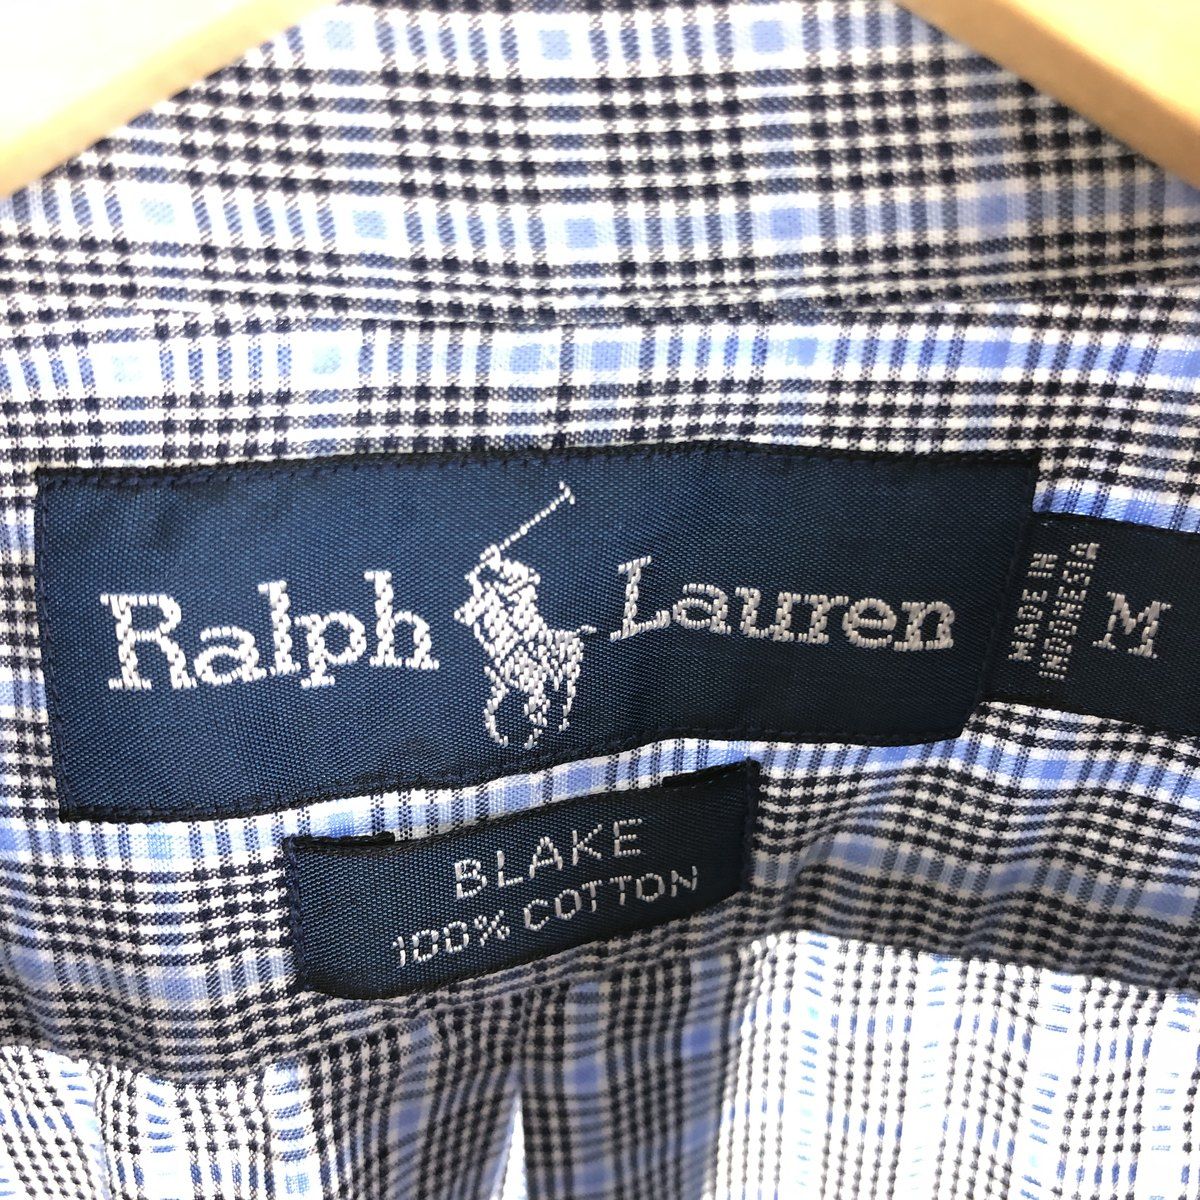 Ralph Lauren
MADE IN
INDONESIA
M
BLAKE
100% COTTON